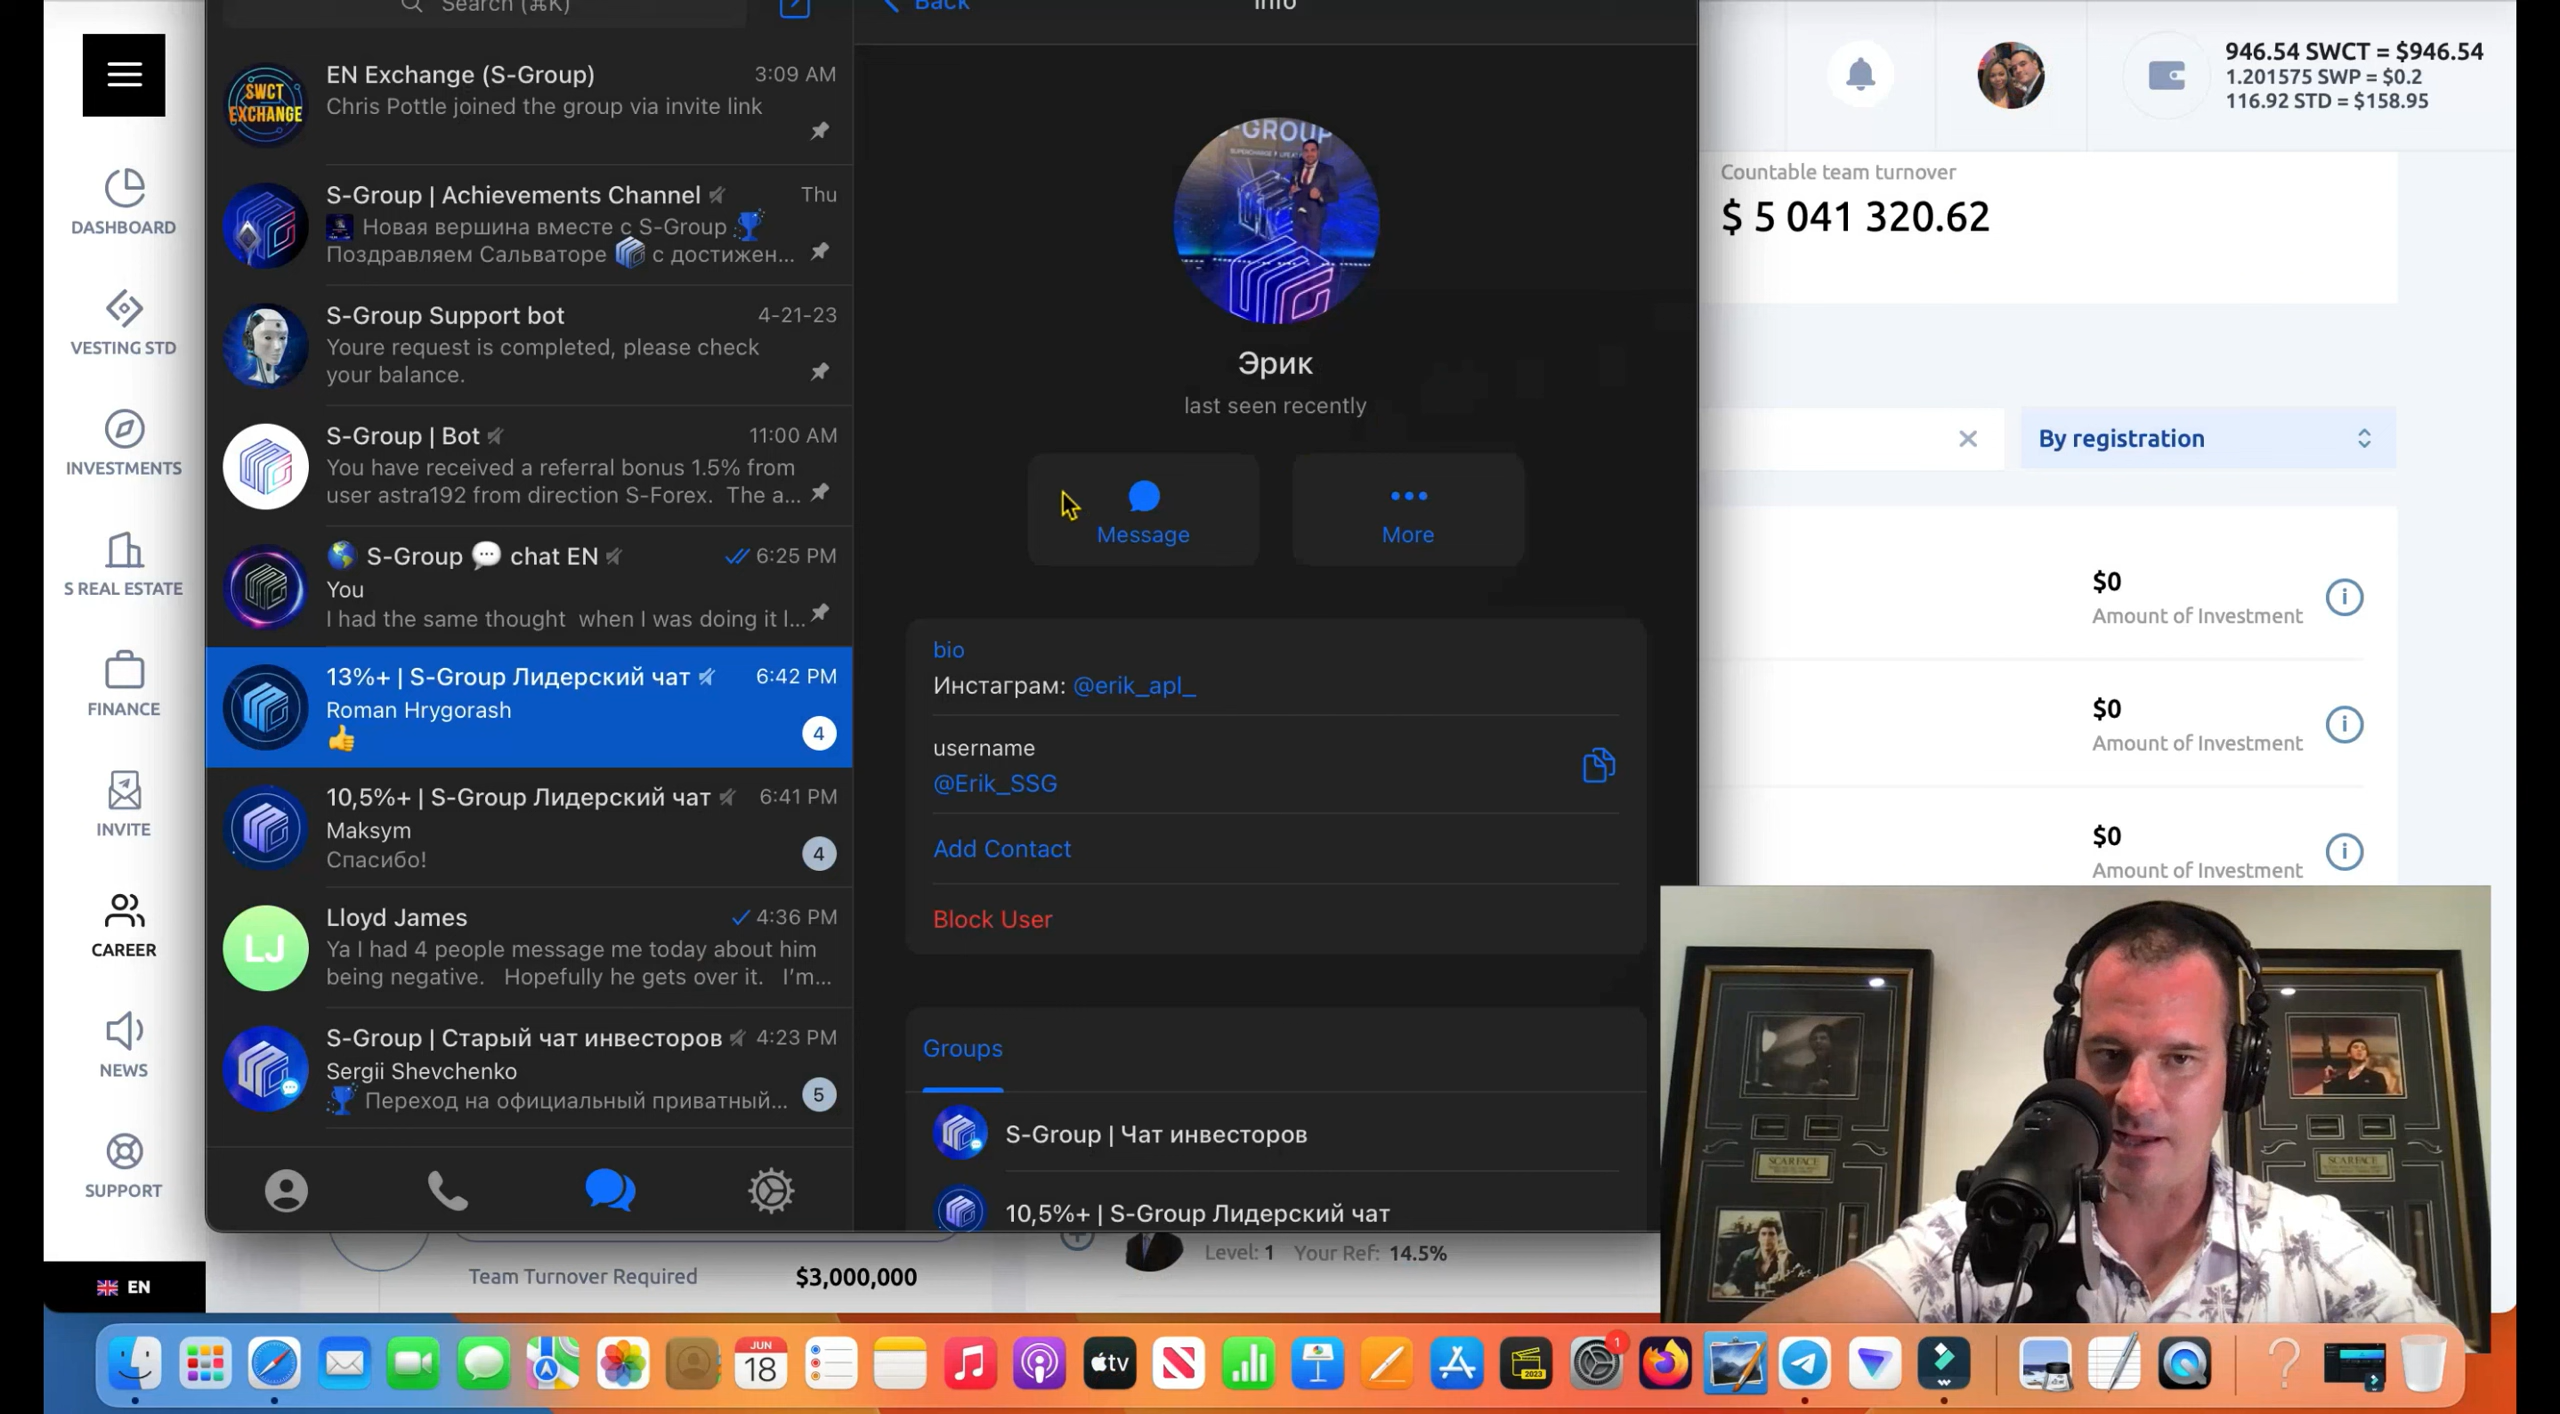 Search (⌘K)
EN Exchange (S-Group)
3:09 AM
Chris Pottle joined the group via invite link
SWCT
EXCHANGE
S-Group | Achievements Channel
Thu
Новая вершина вместе с S-Group
Поздравляем Сальваторе с достижен...
S-Group Support bot
4-21-23
Youre request is completed, please check
your balance.
S-Group | Bot
11:00 AM
You have received a referral bonus 1.5% from
user astra192 from direction S-Forex. The a...
S-Group chat EN
6:25 PM
You
I had the same thought when I was doing it l...
13%+ | S-Group Лидерский чат
6:42 PM
Roman Hrygorash
4
10,5%+ | S-Group Лидерский чат
6:41 PM
Maksym
Спасибо!
4
LJ
Lloyd James
4:36 PM
Ya I had 4 people message me today about him
being negative. Hopefully he gets over it. I'm...
S-Group | Старый чат инвесторов
4:23 PM
Sergii Shevchenko
Переход на официальный приватный...
5
DASHBOARD
VESTING STD
INVESTMENTS
S REAL ESTATE
FINANCE
INVITE
CAREER
NEWS
SUPPORT
EN
Back
Info
-GROUP
Эрик
last seen recently
Message
More
bio
Инстаграм: @erik_apl_
username
@Erik_SSG
Add Contact
Block User
Groups
S-Group | Чат инвесторов
10,5%+ | S-Group Лидерский чат
946.54 SWCT = $946.54
1.201575 SWP = $0.2
116.92 STD = $158.95
Countable team turnover
$ 5 041 320.62
By registration
$0
Amount of Investment
$0
Amount of Investment
$0
Amount of Investment
Team Turnover Required
$3,000,000
Level: 1 Your Ref: 14.5%
SCARFACE
SCARFACE
JUN
18
tv
2023
1